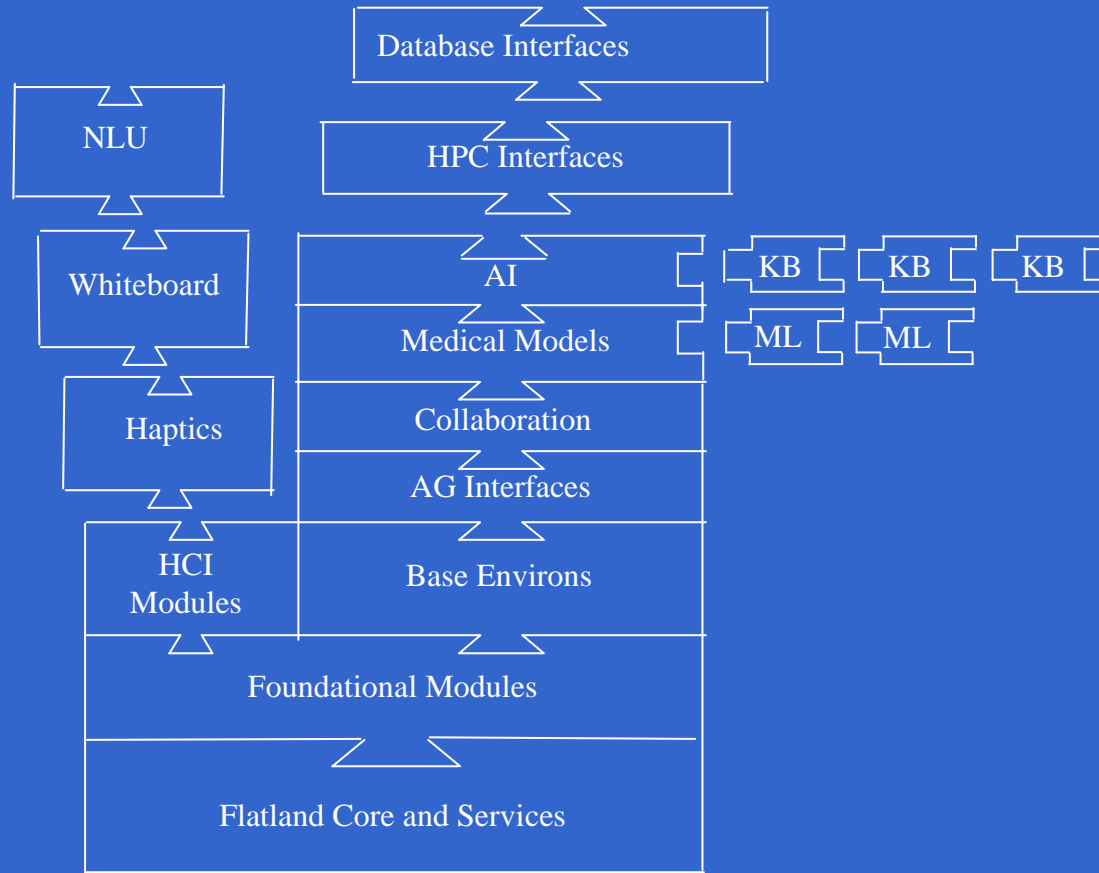 Database Interfaces
NLU
HPC Interfaces
Whiteboard
AI
KB
KB
KB
Medical Models
ML
ML
Haptics
Collaboration
AG Interfaces
HCI
Modules
Base Environs
Foundational Modules
Flatland Core and Services